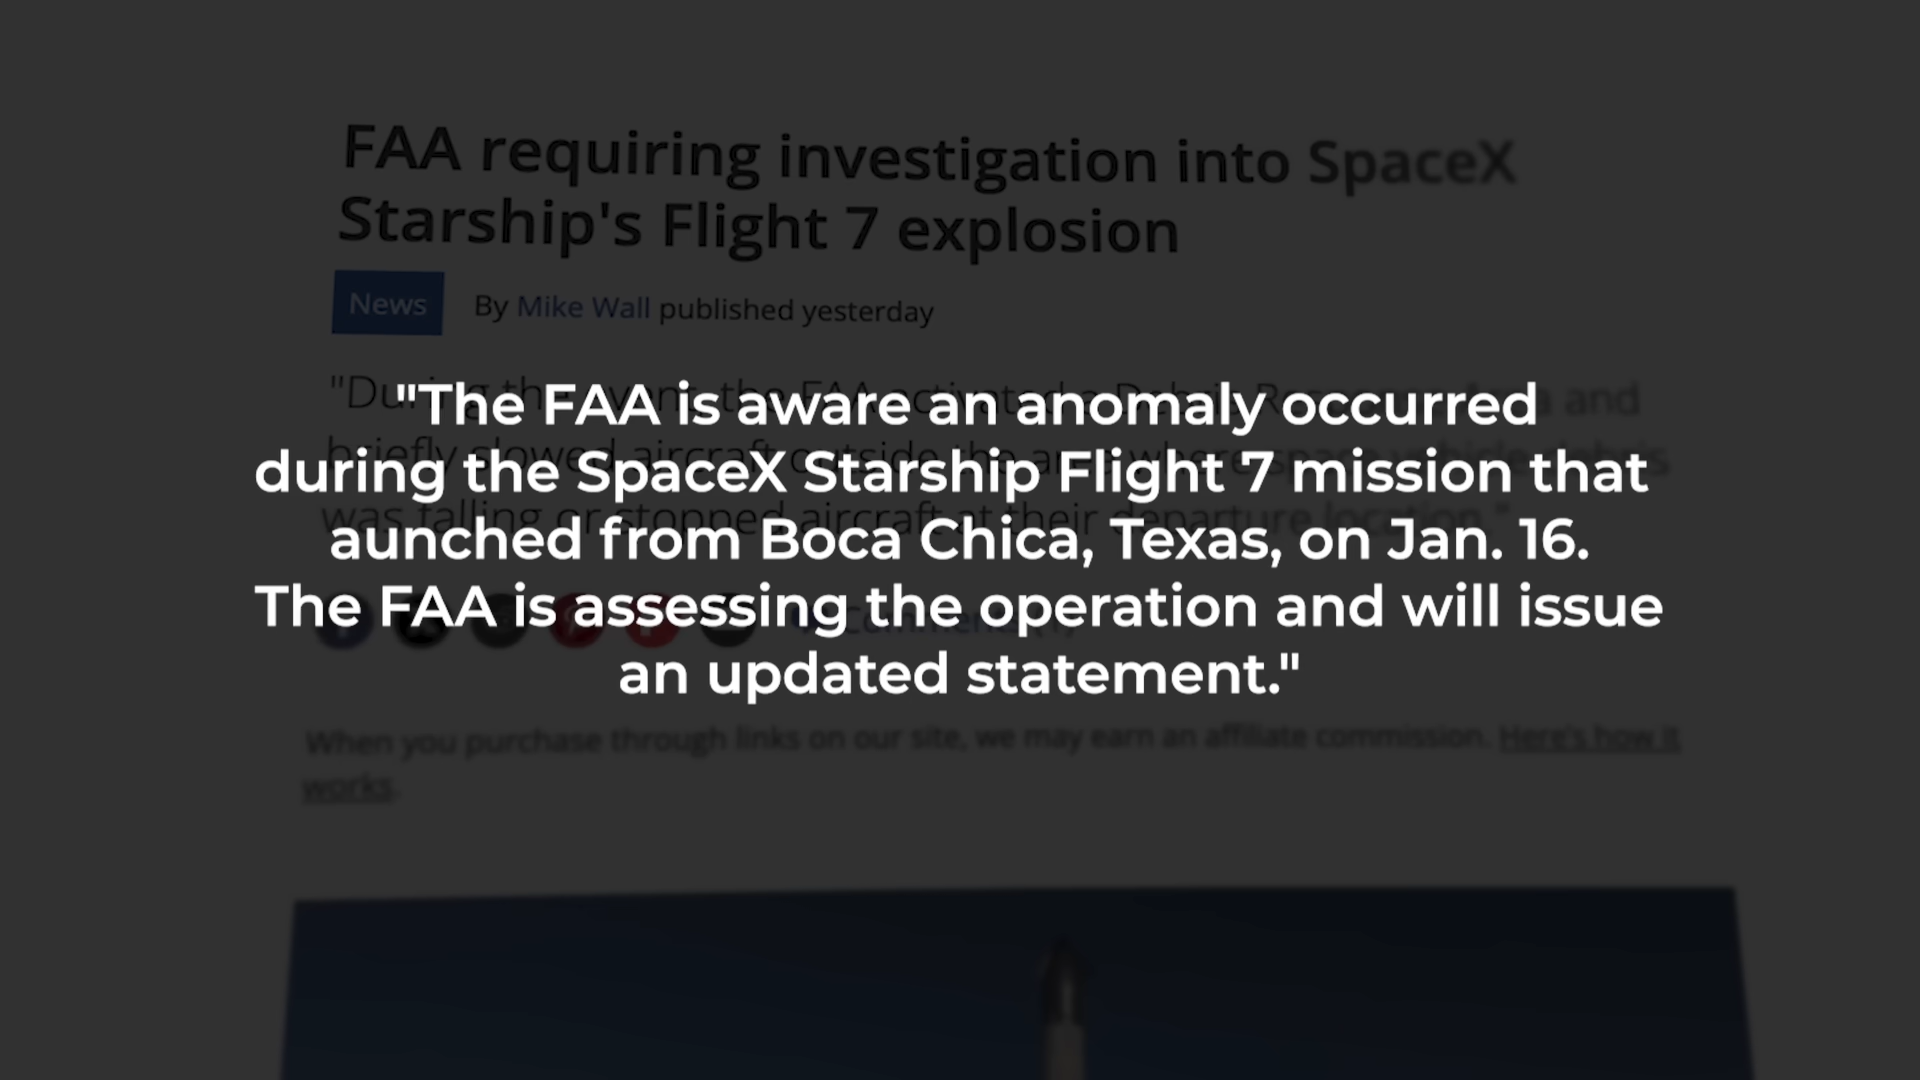 FAA requiring investigation into SpaceX
Starship's Flight 7 explosion
News
By Mike Wall published yesterday
"The FAA is aware an anomaly occurred
during the SpaceX Starship Flight 7 mission that
aunched from Boca Chica, Texas, on Jan. 16.
The FAA is assessing the operation and will issue
an updated statement."
When you purchase through links on our site, we may earn an affiliate commission. Here's how it
works.